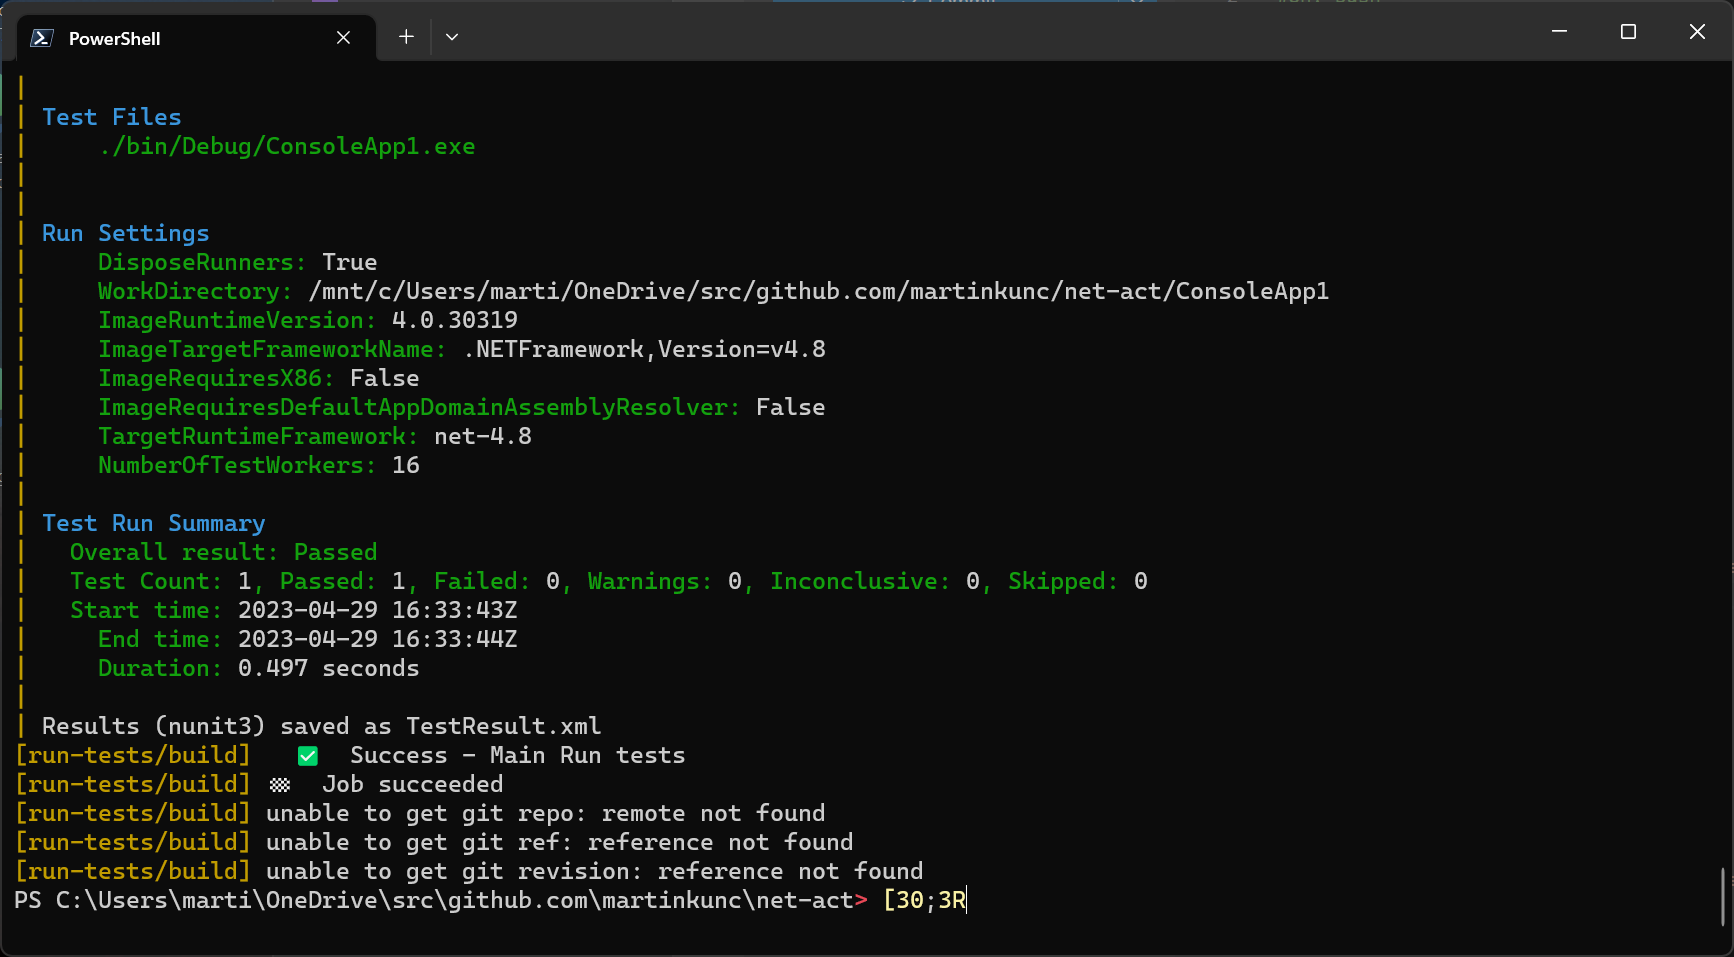 PowerShell
Test Files
./bin/Debug/ConsoleApp1.exe
Run Settings
DisposeRunners: True
WorkDirectory: /mnt/c/Users/marti/OneDrive/src/github.com/martinkunc/net-act/ConsoleApp1
ImageRuntimeVersion: 4.0.30319
ImageTargetFrameworkName: .NETFramework,Version=v4.8
ImageRequiresX86: False
ImageRequiresDefaultAppDomainAssemblyResolver: False
TargetRuntimeFramework: net-4.8
NumberOfTestWorkers: 16
Test Run Summary
Overall result: Passed
Test Count: 1, Passed: 1, Failed: 0, Warnings: 0, Inconclusive: 0, Skipped: 0
Start time: 2023-04-29 16:33:43Z
End time: 2023-04-29 16:33:44Z
Duration: 0.497 seconds
Results (nunit3) saved as TestResult.xml
[run-tests/build] ✅ Success - Main Run tests
[run-tests/build] 🏁 Job succeeded
[run-tests/build] unable to get git repo: remote not found
[run-tests/build] unable to get git ref: reference not found
[run-tests/build] unable to get git revision: reference not found
PS C:\Users\marti\OneDrive\src\github.com\martinkunc\net-act> [30;3R